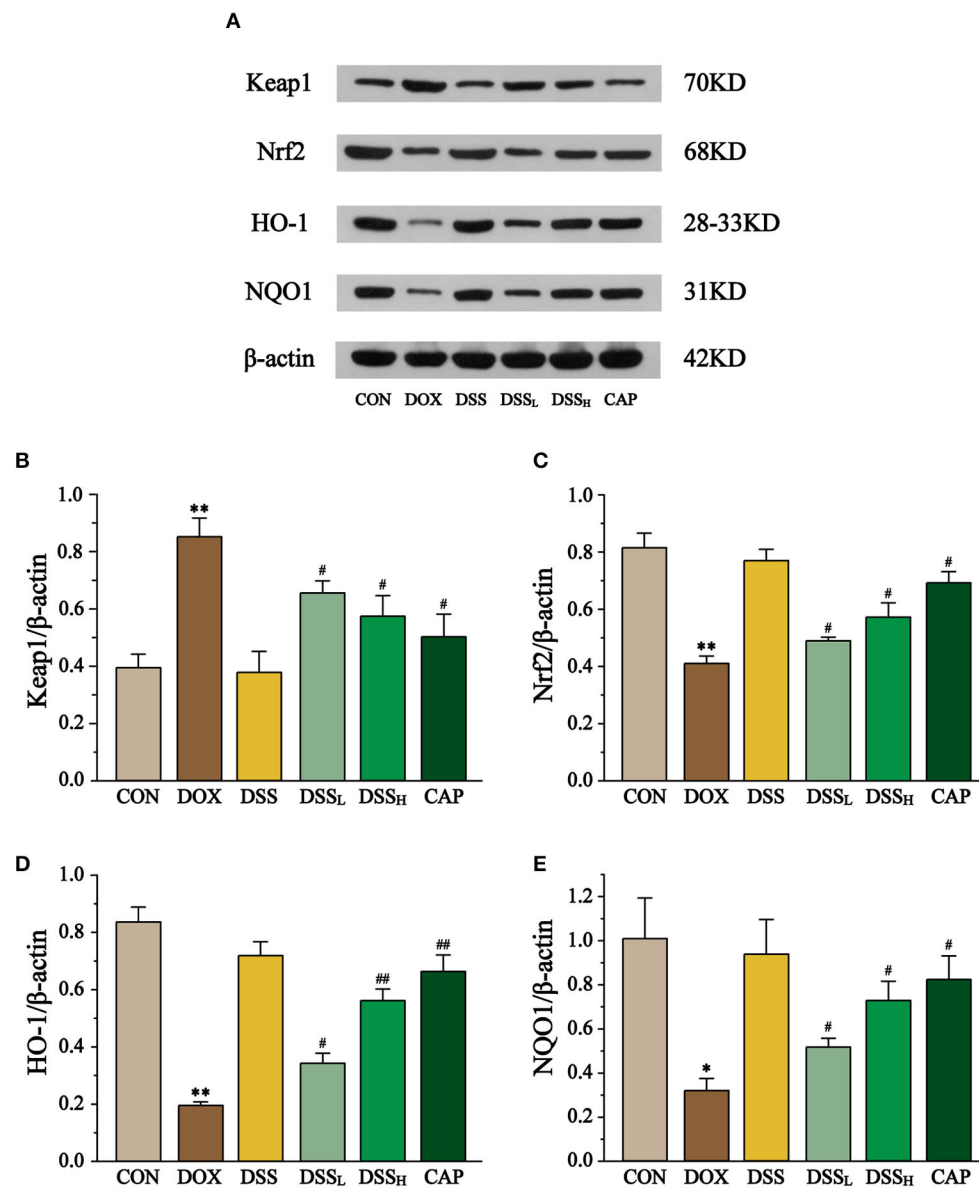 A
Keap1 70KD
Nrf2 68KD
HO-1 28-33KD
NQO1 31KD
β-actin 42KD
CON DOX DSS DSSL DSSH CAP
B
Keap1/β-actin
1.0
0.8
0.6
0.4
0.2
0.0
**
#
#
#
CON DOX DSS DSSL DSSH CAP
C
Nrf2/β-actin
1.0
0.8
0.6
0.4
0.2
0.0
**
#
#
#
CON DOX DSS DSSL DSSH CAP
D
HO-1/β-actin
1.0
0.8
0.6
0.4
0.2
0.0
**
#
##
##
CON DOX DSS DSSL DSSH CAP
E
NQO1/β-actin
1.2
1.0
0.8
0.6
0.4
0.2
0.0
*
#
#
#
CON DOX DSS DSSL DSSH CAP